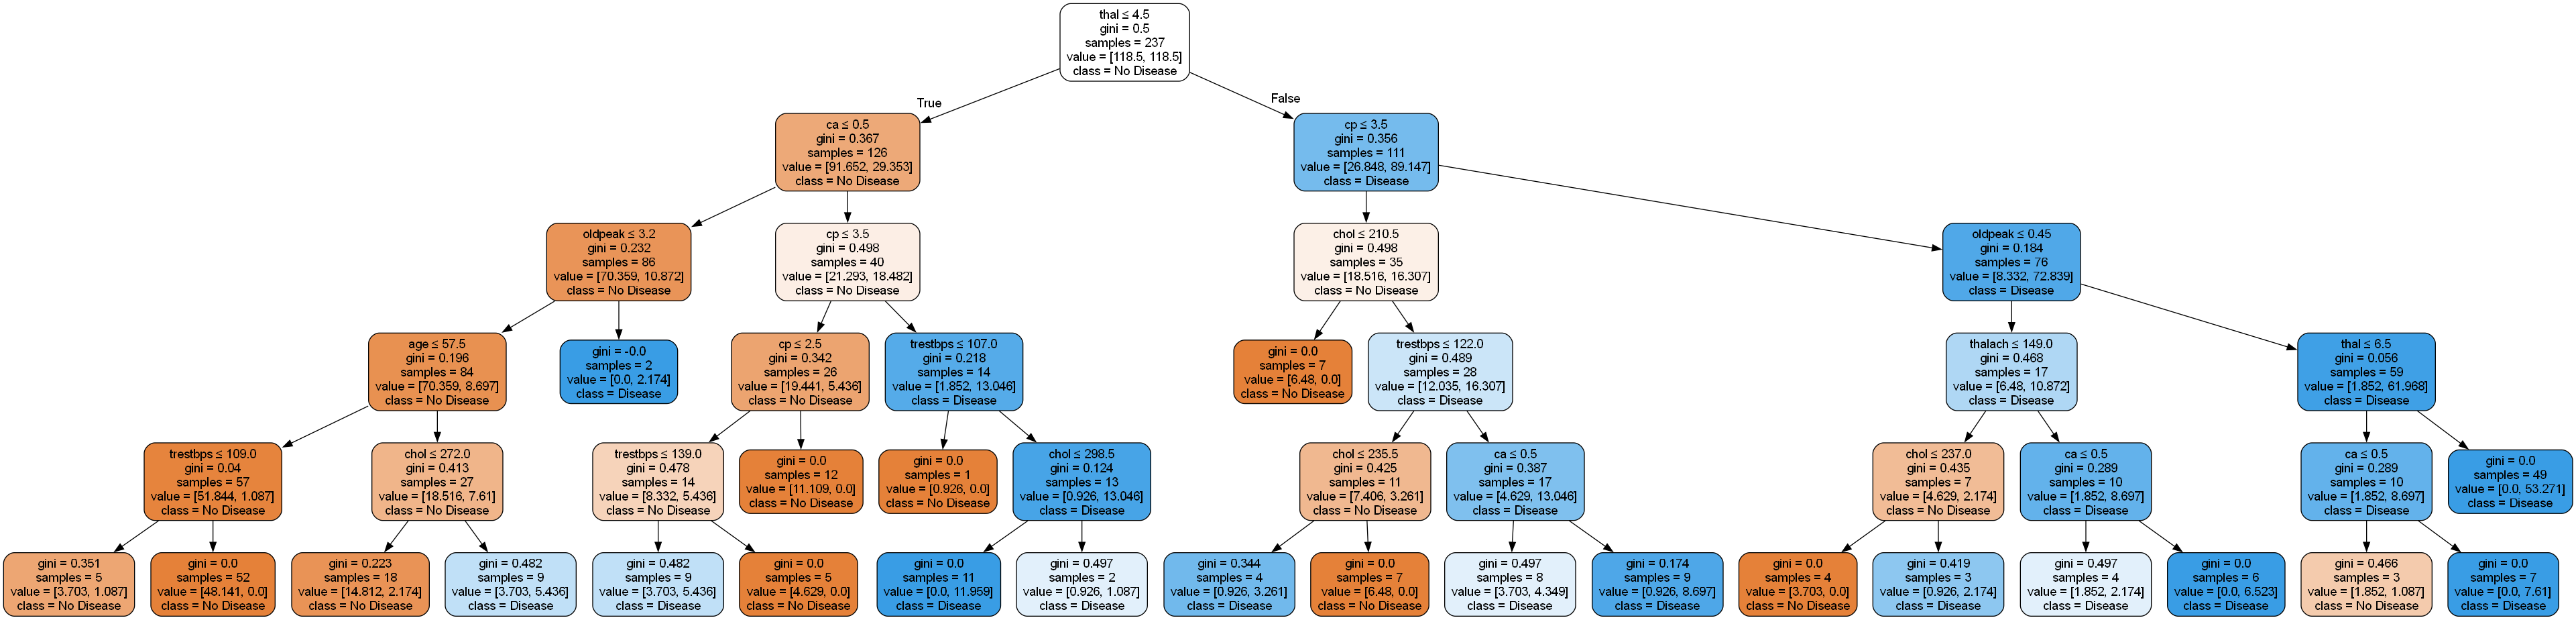 thal ≤ 4.5
gini = 0.5
samples = 237
value = [118.5, 118.5]
class = No Disease
True
False
ca ≤ 0.5
gini = 0.367
samples = 126
value = [91.652, 29.353]
class = No Disease
cp ≤ 3.5
gini = 0.356
samples = 111
value = [26.848, 89.147]
class = Disease
oldpeak ≤ 3.2
gini = 0.232
samples = 86
value = [70.359, 10.872]
class = No Disease
cp ≤ 3.5
gini = 0.498
samples = 40
value = [21.293, 18.482]
class = No Disease
chol ≤ 210.5
gini = 0.498
samples = 35
value = [18.516, 16.307]
class = No Disease
oldpeak ≤ 0.45
gini = 0.184
samples = 76
value = [8.332, 72.839]
class = Disease
age ≤ 57.5
gini = 0.196
samples = 84
value = [70.359, 8.697]
class = No Disease
gini = -0.0
samples = 2
value = [0.0, 2.174]
class = Disease
cp ≤ 2.5
gini = 0.342
samples = 26
value = [19.441, 5.436]
class = No Disease
trestbps ≤ 107.0
gini = 0.218
samples = 14
value = [1.852, 13.046]
class = Disease
gini = 0.0
samples = 7
value = [6.48, 0.0]
class = No Disease
trestbps ≤ 122.0
gini = 0.489
samples = 28
value = [12.035, 16.307]
class = Disease
thalach ≤ 149.0
gini = 0.468
samples = 17
value = [6.48, 10.872]
class = Disease
thal ≤ 6.5
gini = 0.056
samples = 59
value = [1.852, 61.968]
class = Disease
trestbps ≤ 109.0
gini = 0.04
samples = 57
value = [51.844, 1.087]
class = No Disease
chol ≤ 272.0
gini = 0.413
samples = 27
value = [18.516, 7.61]
class = No Disease
trestbps ≤ 139.0
gini = 0.478
samples = 14
value = [8.332, 5.436]
class = No Disease
gini = 0.0
samples = 12
value = [11.109, 0.0]
class = No Disease
gini = 0.0
samples = 1
value = [0.926, 0.0]
class = No Disease
chol ≤ 298.5
gini = 0.124
samples = 13
value = [0.926, 13.046]
class = Disease
chol ≤ 235.5
gini = 0.425
samples = 11
value = [7.406, 3.261]
class = No Disease
ca ≤ 0.5
gini = 0.387
samples = 17
value = [4.629, 13.046]
class = Disease
chol ≤ 237.0
gini = 0.435
samples = 7
value = [4.629, 2.174]
class = No Disease
ca ≤ 0.5
gini = 0.289
samples = 10
value = [1.852, 8.697]
class = Disease
ca ≤ 0.5
gini = 0.289
samples = 10
value = [1.852, 8.697]
class = Disease
gini = 0.0
samples = 49
value = [0.0, 53.271]
class = Disease
gini = 0.351
samples = 5
value = [3.703, 1.087]
class = No Disease
gini = 0.0
samples = 52
value = [48.141, 0.0]
class = No Disease
gini = 0.223
samples = 18
value = [14.812, 2.174]
class = No Disease
gini = 0.482
samples = 9
value = [3.703, 5.436]
class = Disease
gini = 0.482
samples = 9
value = [3.703, 5.436]
class = Disease
gini = 0.0
samples = 5
value = [4.629, 0.0]
class = No Disease
gini = 0.0
samples = 11
value = [0.0, 11.959]
class = Disease
gini = 0.497
samples = 2
value = [0.926, 1.087]
class = Disease
gini = 0.344
samples = 4
value = [0.926, 3.261]
class = Disease
gini = 0.0
samples = 7
value = [6.48, 0.0]
class = No Disease
gini = 0.497
samples = 8
value = [3.703, 4.349]
class = Disease
gini = 0.174
samples = 9
value = [0.926, 8.697]
class = Disease
gini = 0.0
samples = 4
value = [3.703, 0.0]
class = No Disease
gini = 0.419
samples = 3
value = [0.926, 2.174]
class = Disease
gini = 0.497
samples = 4
value = [1.852, 2.174]
class = Disease
gini = 0.0
samples = 6
value = [0.0, 6.523]
class = Disease
gini = 0.466
samples = 3
value = [1.852, 1.087]
class = No Disease
gini = 0.0
samples = 7
value = [0.0, 7.61]
class = Disease